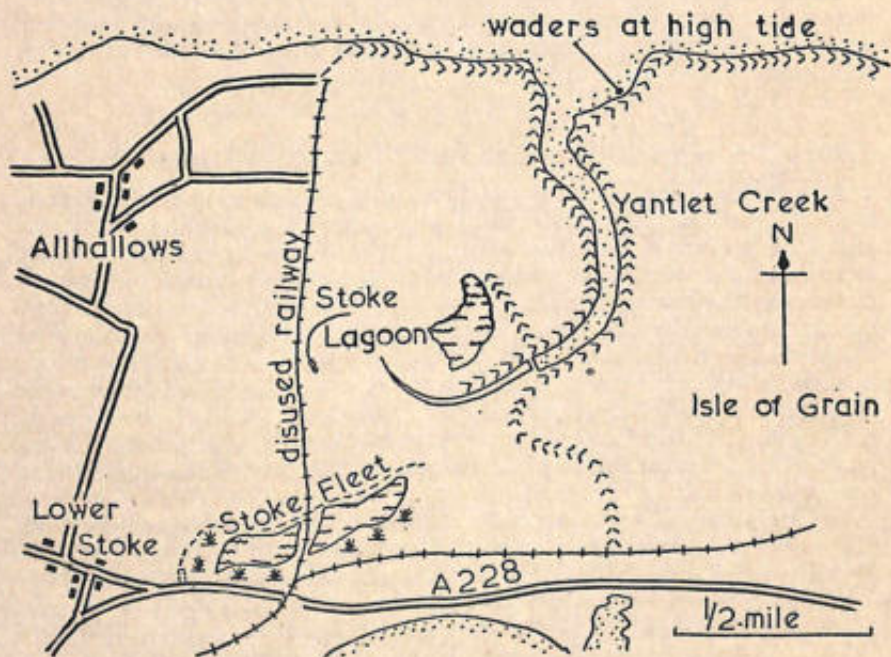 waders at high tide
Yantlet Creek
N
Allhallows
disused railway
Stoke
Lagoon
Isle of Grain
Stoke Fleet
Lower
Stoke
A228
1/2 mile